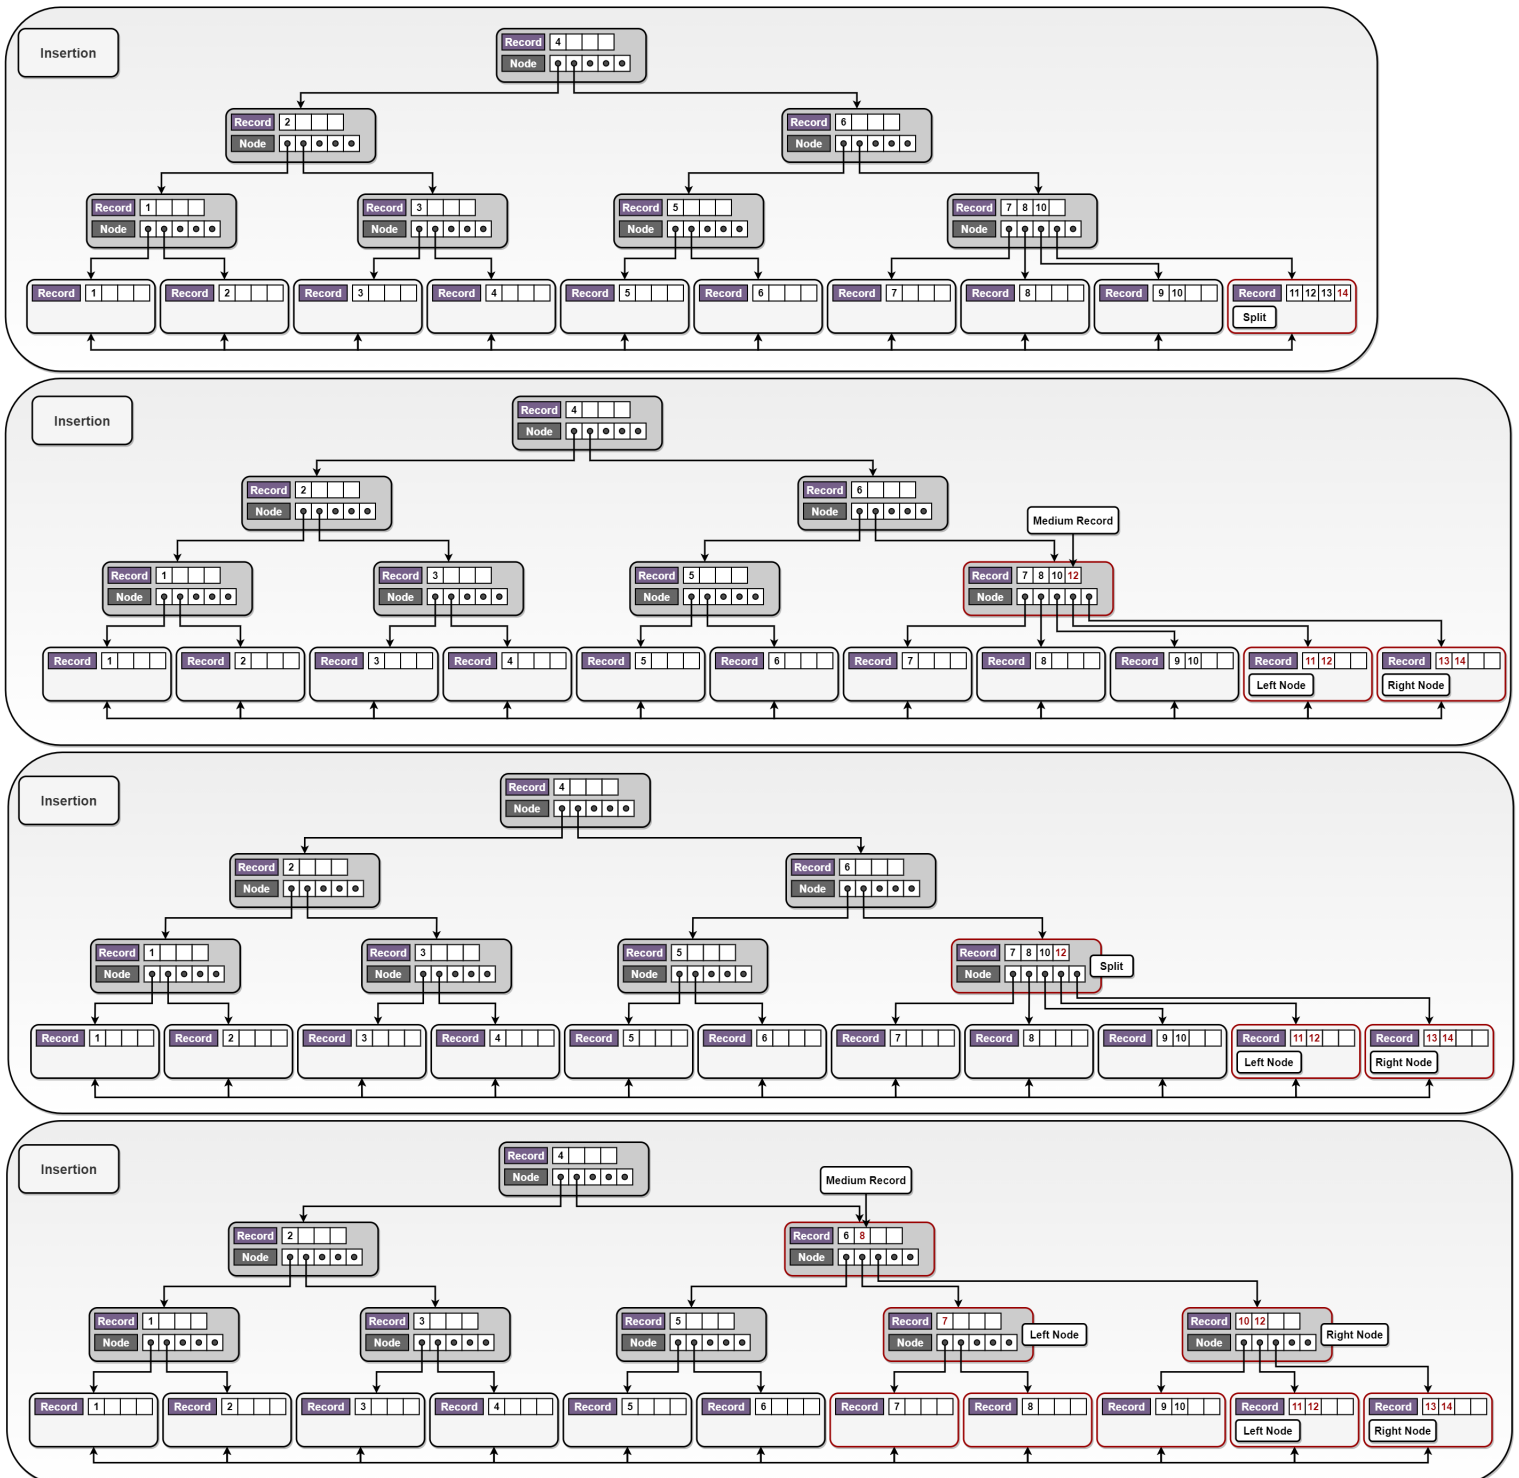 Insertion
Record 4
Node
Record 2
Node
Record 6
Node
Record 1
Node
Record 3
Node
Record 5
Node
Record 7 8 10
Node
Record 1
Record 2
Record 3
Record 4
Record 5
Record 6
Record 7
Record 8
Record 9 10
Record 11 12 13 14
Split
Insertion
Record 4
Node
Record 2
Node
Record 6
Node
Medium Record
Record 1
Node
Record 3
Node
Record 5
Node
Record 7 8 10 12
Node
Record 1
Record 2
Record 3
Record 4
Record 5
Record 6
Record 7
Record 8
Record 9 10
Record 11 12
Left Node
Record 13 14
Right Node
Insertion
Record 4
Node
Record 2
Node
Record 6
Node
Record 1
Node
Record 3
Node
Record 5
Node
Record 7 8 10 12
Node
Split
Record 1
Record 2
Record 3
Record 4
Record 5
Record 6
Record 7
Record 8
Record 9 10
Record 11 12
Left Node
Record 13 14
Right Node
Insertion
Record 4
Node
Medium Record
Record 2
Node
Record 6 8
Node
Record 1
Node
Record 3
Node
Record 5
Node
Record 7
Node
Left Node
Record 10 12
Node
Right Node
Record 1
Record 2
Record 3
Record 4
Record 5
Record 6
Record 7
Record 8
Record 9 10
Record 11 12
Left Node
Record 13 14
Right Node